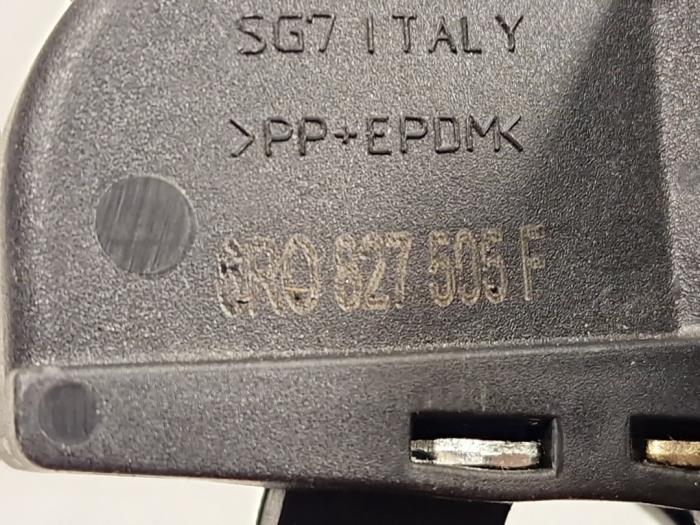 SG7 ITALY
>PP+EPDM<
6R0 827 505 F